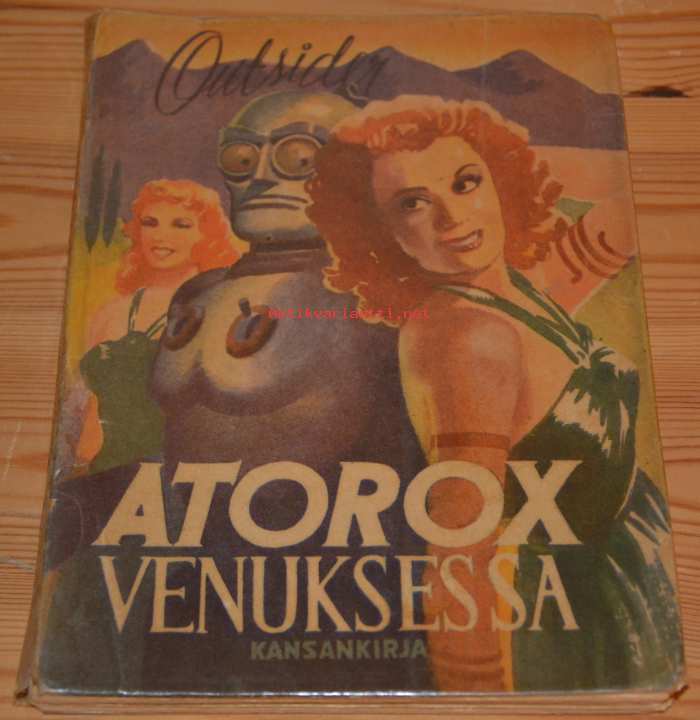 Outsider
antikvariaatti.net
ATOROX
VENUKSESSA
KANSANKIRJA